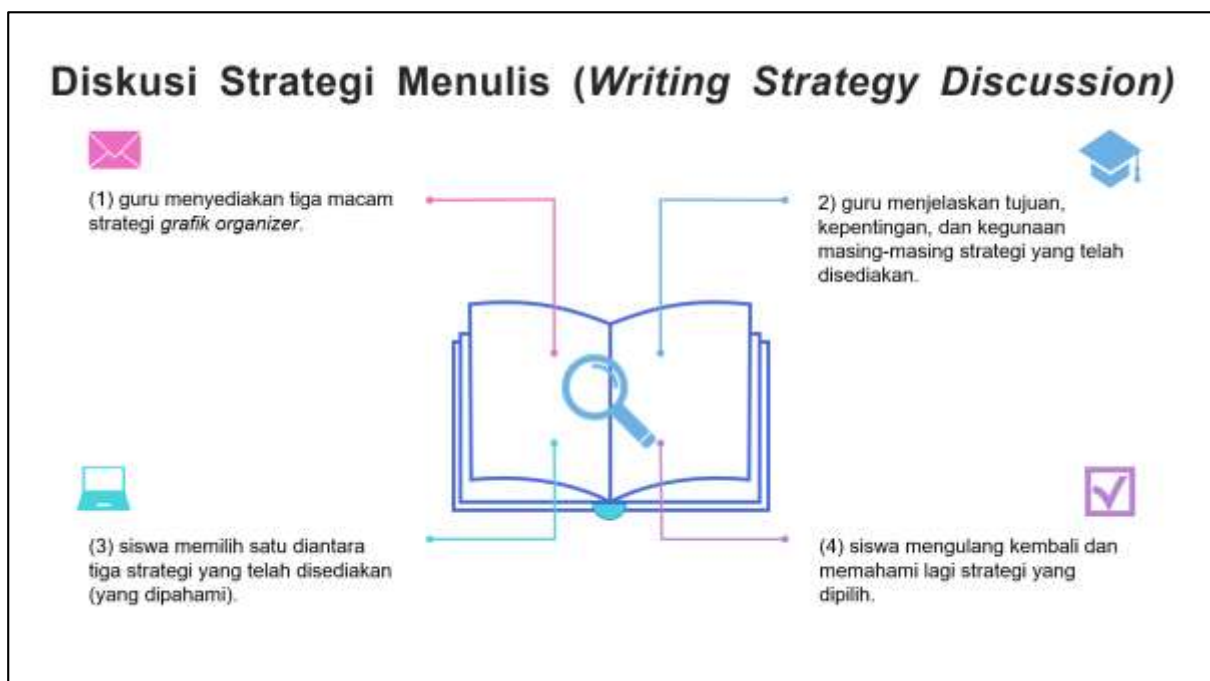 Diskusi Strategi Menulis (Writing Strategy Discussion)
(1) guru menyediakan tiga macam
strategi grafik organizer.
2) guru menjelaskan tujuan,
kepentingan, dan kegunaan
masing-masing strategi yang telah
disediakan.
(3) siswa memilih satu diantara
tiga strategi yang telah disediakan
(yang dipahami).
(4) siswa mengulang kembali dan
memahami lagi strategi yang
dipilih.